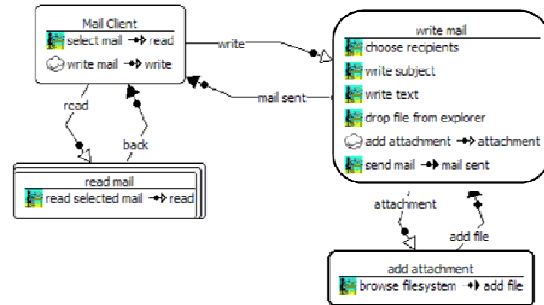 Mail Client
select mail read
write mail write
write
write mail
choose recipients
write subject
write text
drop file from explorer
add attachment attachment
send mail mail sent
mail sent
read
back
read mail
read selected mail read
attachment
add file
add attachment
browse filesystem add file